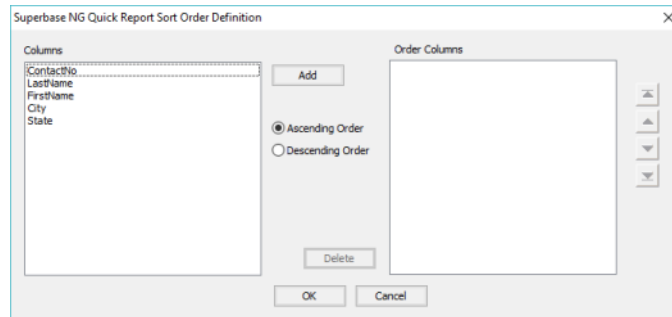 Superbase NG Quick Report Sort Order Definition
Columns
Order Columns
ContactNo
LastName
FirstName
City
State
Add
Ascending Order
Descending Order
Delete
OK
Cancel